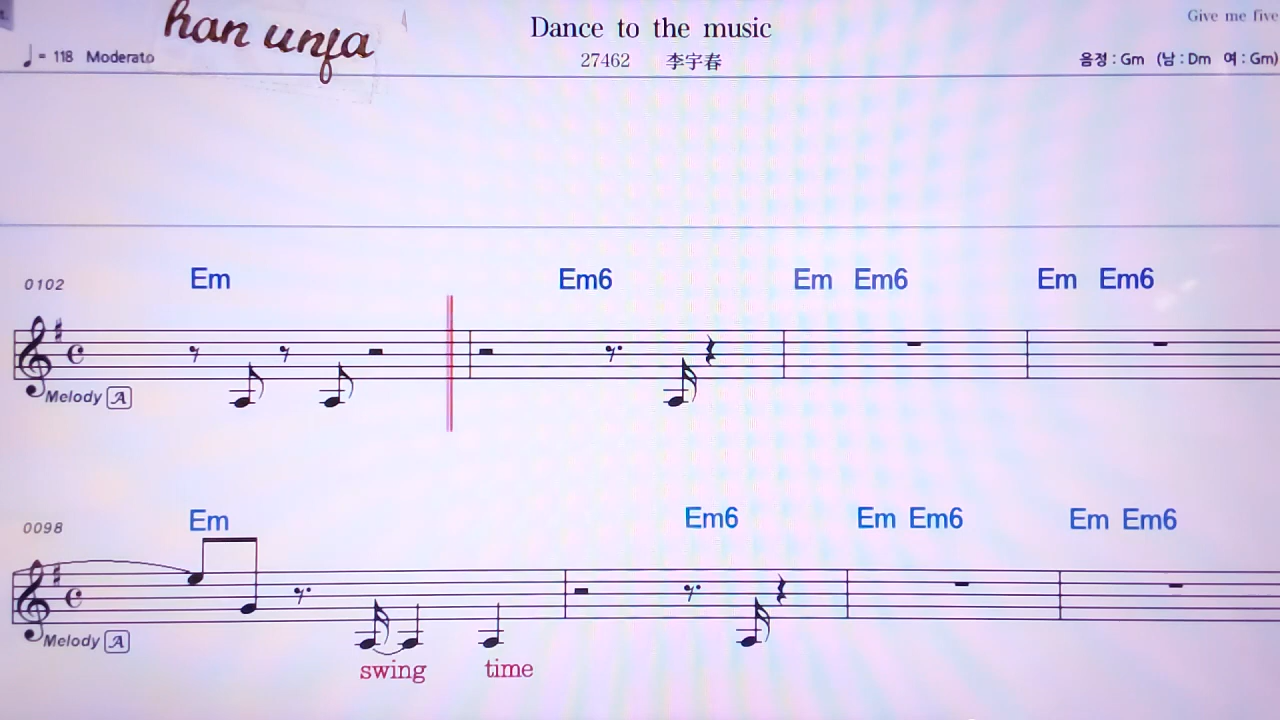 han unja
Dance to the music
Give me five
♩= 118 Moderato
27462 李宇春
음정 : Gm (남 : Dm 여 : Gm)
0102
Em Em6 Em Em6 Em Em6
Melody A
0098
Em Em6 Em Em6 Em Em6
Melody A
swing time